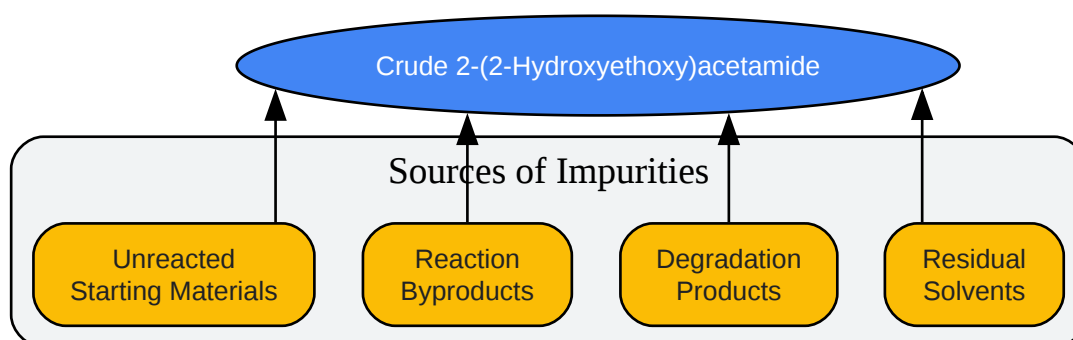 Crude 2-(2-Hydroxyethoxy)acetamide
Sources of Impurities
Unreacted
Starting Materials
Reaction
Byproducts
Degradation
Products
Residual
Solvents